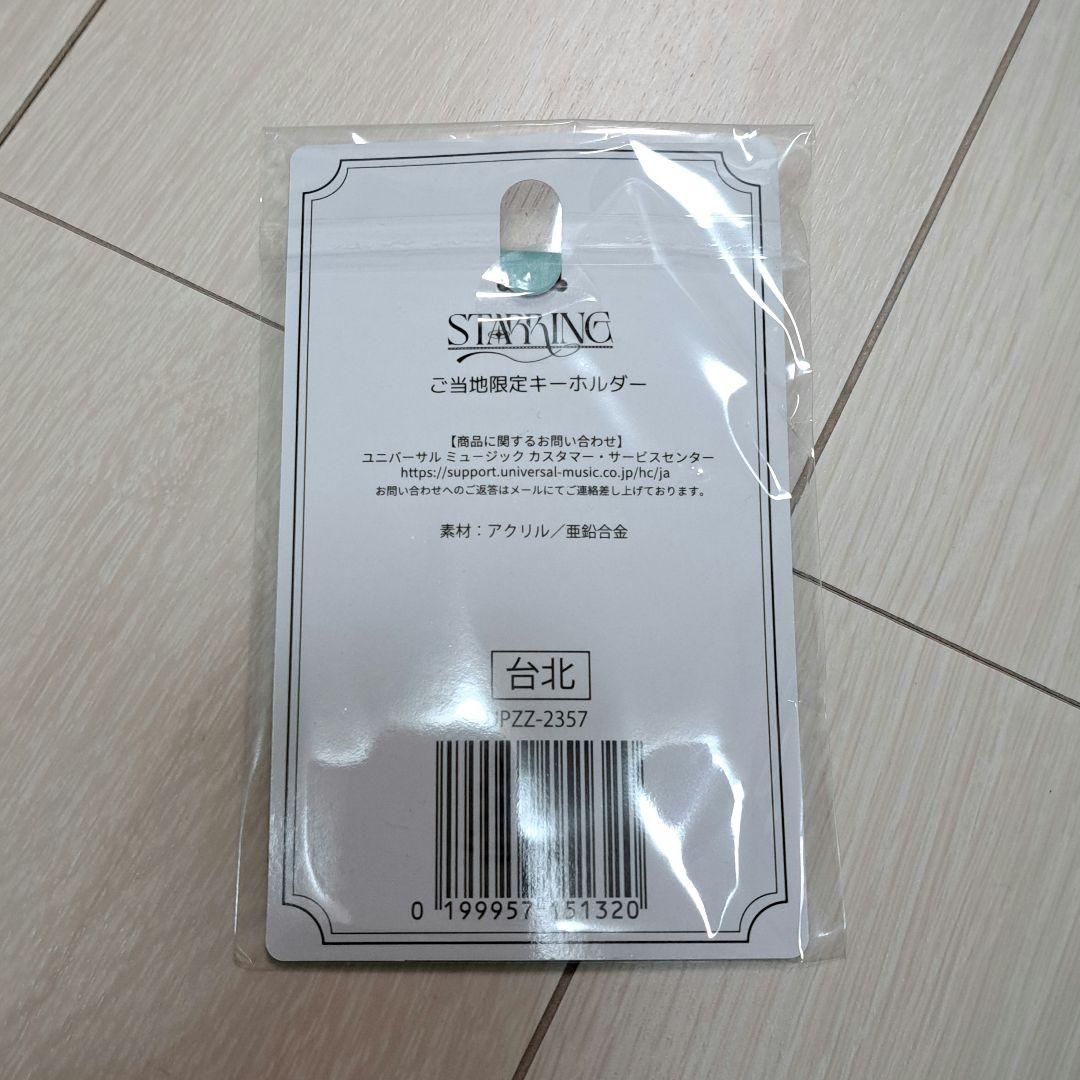 STARRING
ご当地限定キーホルダー
【商品に関するお問い合わせ】
ユニバーサル ミュージック カスタマー・サービスセンター
https://support.universal-music.co.jp/hc/ja
お問い合わせへのご返答はメールにてご連絡差し上げております。
素材：アクリル／亜鉛合金
台北
PZZ-2357
0 199957 151320